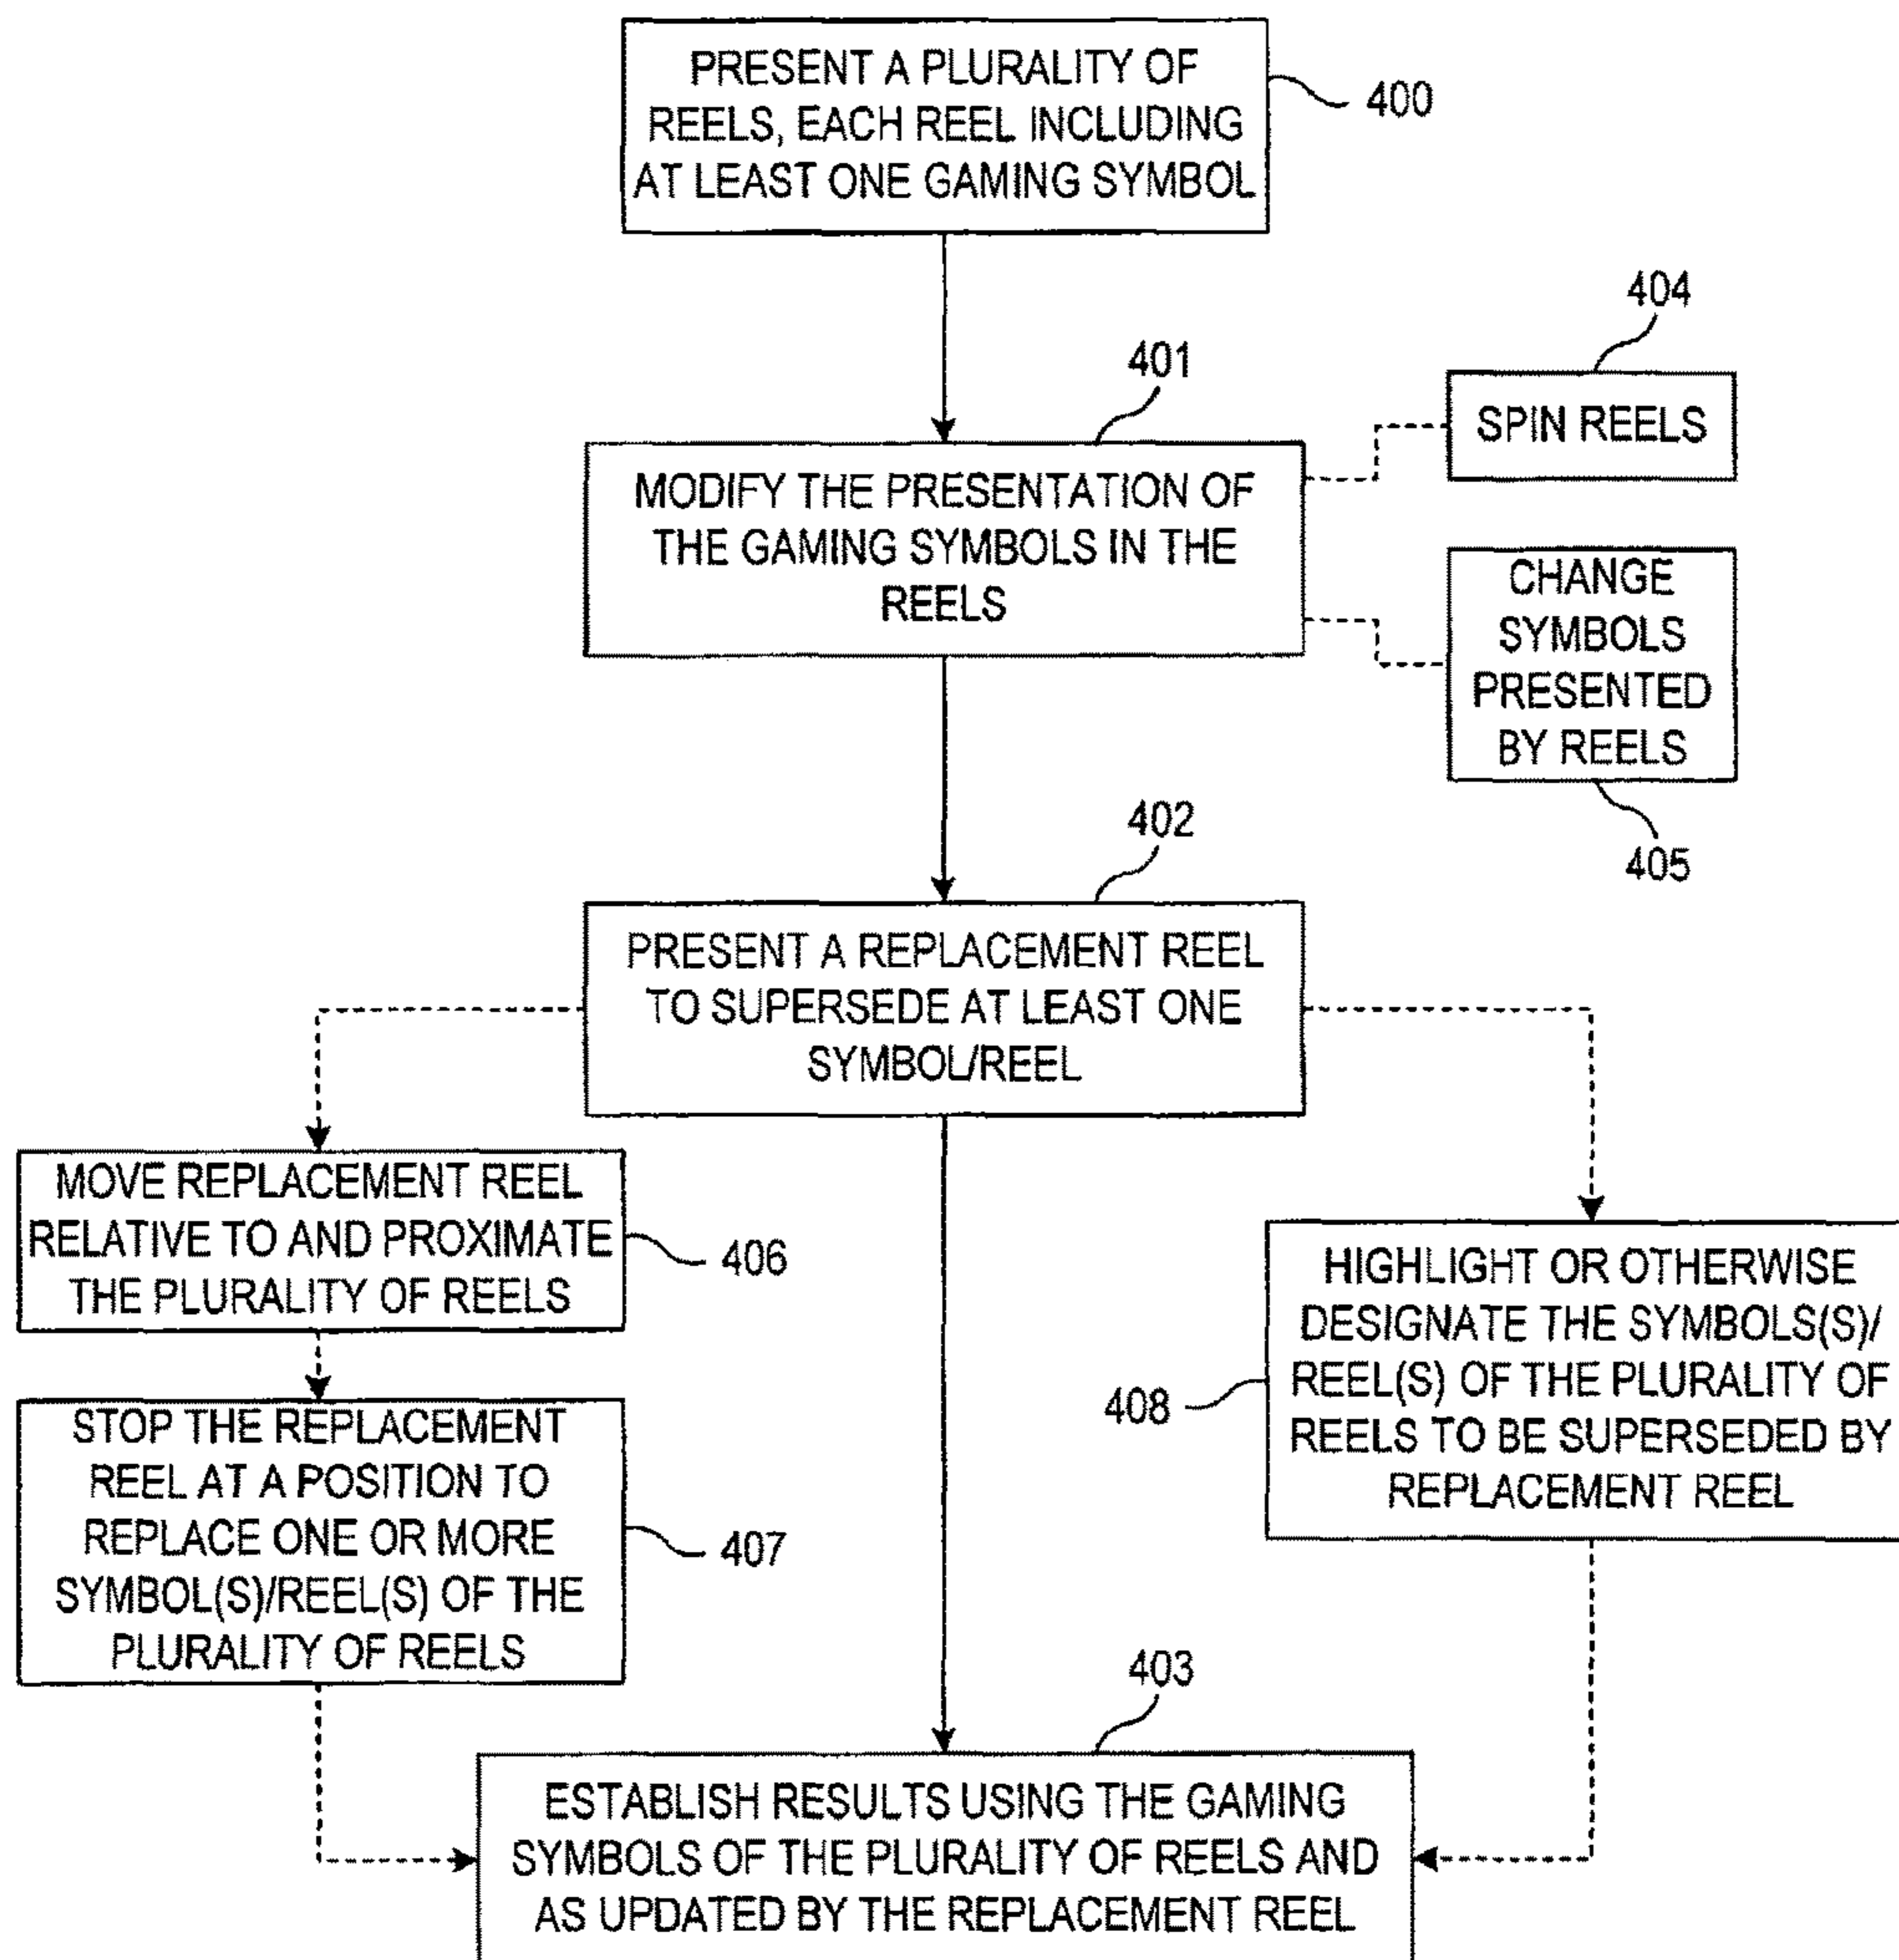 PRESENT A PLURALITY OF
REELS, EACH REEL INCLUDING
AT LEAST ONE GAMING SYMBOL
400
404
401
SPIN REELS
MODIFY THE PRESENTATION OF
THE GAMING SYMBOLS IN THE
REELS
CHANGE
SYMBOLS
PRESENTED
BY REELS
405
402
PRESENT A REPLACEMENT REEL
TO SUPERSEDE AT LEAST ONE
SYMBOL/REEL
MOVE REPLACEMENT REEL
RELATIVE TO AND PROXIMATE
THE PLURALITY OF REELS
406
STOP THE REPLACEMENT
REEL AT A POSITION TO
REPLACE ONE OR MORE
SYMBOL(S)/REEL(S) OF THE
PLURALITY OF REELS
407
HIGHLIGHT OR OTHERWISE
DESIGNATE THE SYMBOLS(S)/
REEL(S) OF THE PLURALITY OF
REELS TO BE SUPERSEDED BY
REPLACEMENT REEL
408
403
ESTABLISH RESULTS USING THE GAMING
SYMBOLS OF THE PLURALITY OF REELS AND
AS UPDATED BY THE REPLACEMENT REEL